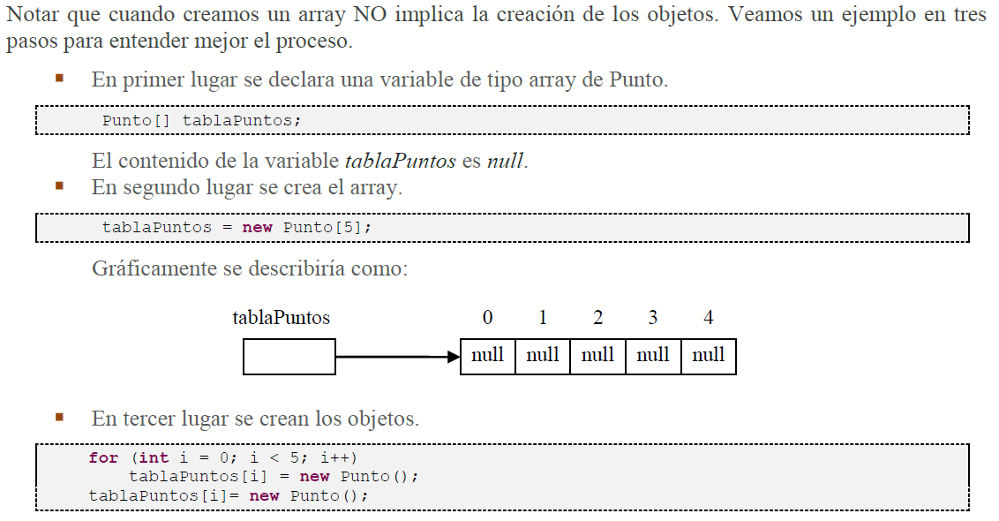 Notar que cuando creamos un array NO implica la creación de los objetos. Veamos un ejemplo en tres
pasos para entender mejor el proceso.
▪ En primer lugar se declara una variable de tipo array de Punto.
Punto[] tablaPuntos;
El contenido de la variable tablaPuntos es null.
▪ En segundo lugar se crea el array.
tablaPuntos = new Punto[5];
Gráficamente se describiría como:
tablaPuntos 0 1 2 3 4
null null null null null
▪ En tercer lugar se crean los objetos.
for (int i = 0; i < 5; i++)
tablaPuntos[i] = new Punto();
tablaPuntos[i]= new Punto();